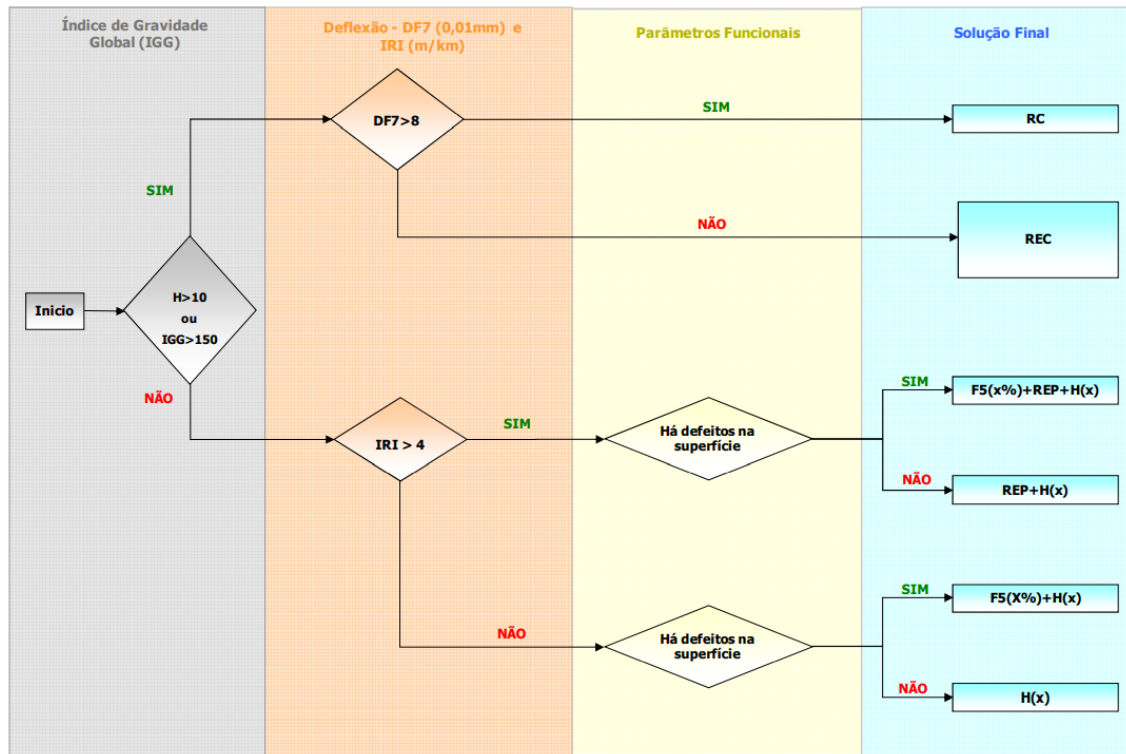 Índice de Gravidade
Global (IGG)
Deflexão - DF7 (0,01mm) e
IRI (m/km)
Parâmetros Funcionais
Solução Final
DF7>8
SIM
RC
SIM
NÃO
REC
Inicio
H>10
ou
IGG>150
NÃO
IRI > 4
SIM
Há defeitos na
superfície
SIM
F5(x%)+REP+H(x)
NÃO
REP+H(x)
NÃO
Há defeitos na
superfície
SIM
F5(X%)+H(x)
NÃO
H(x)